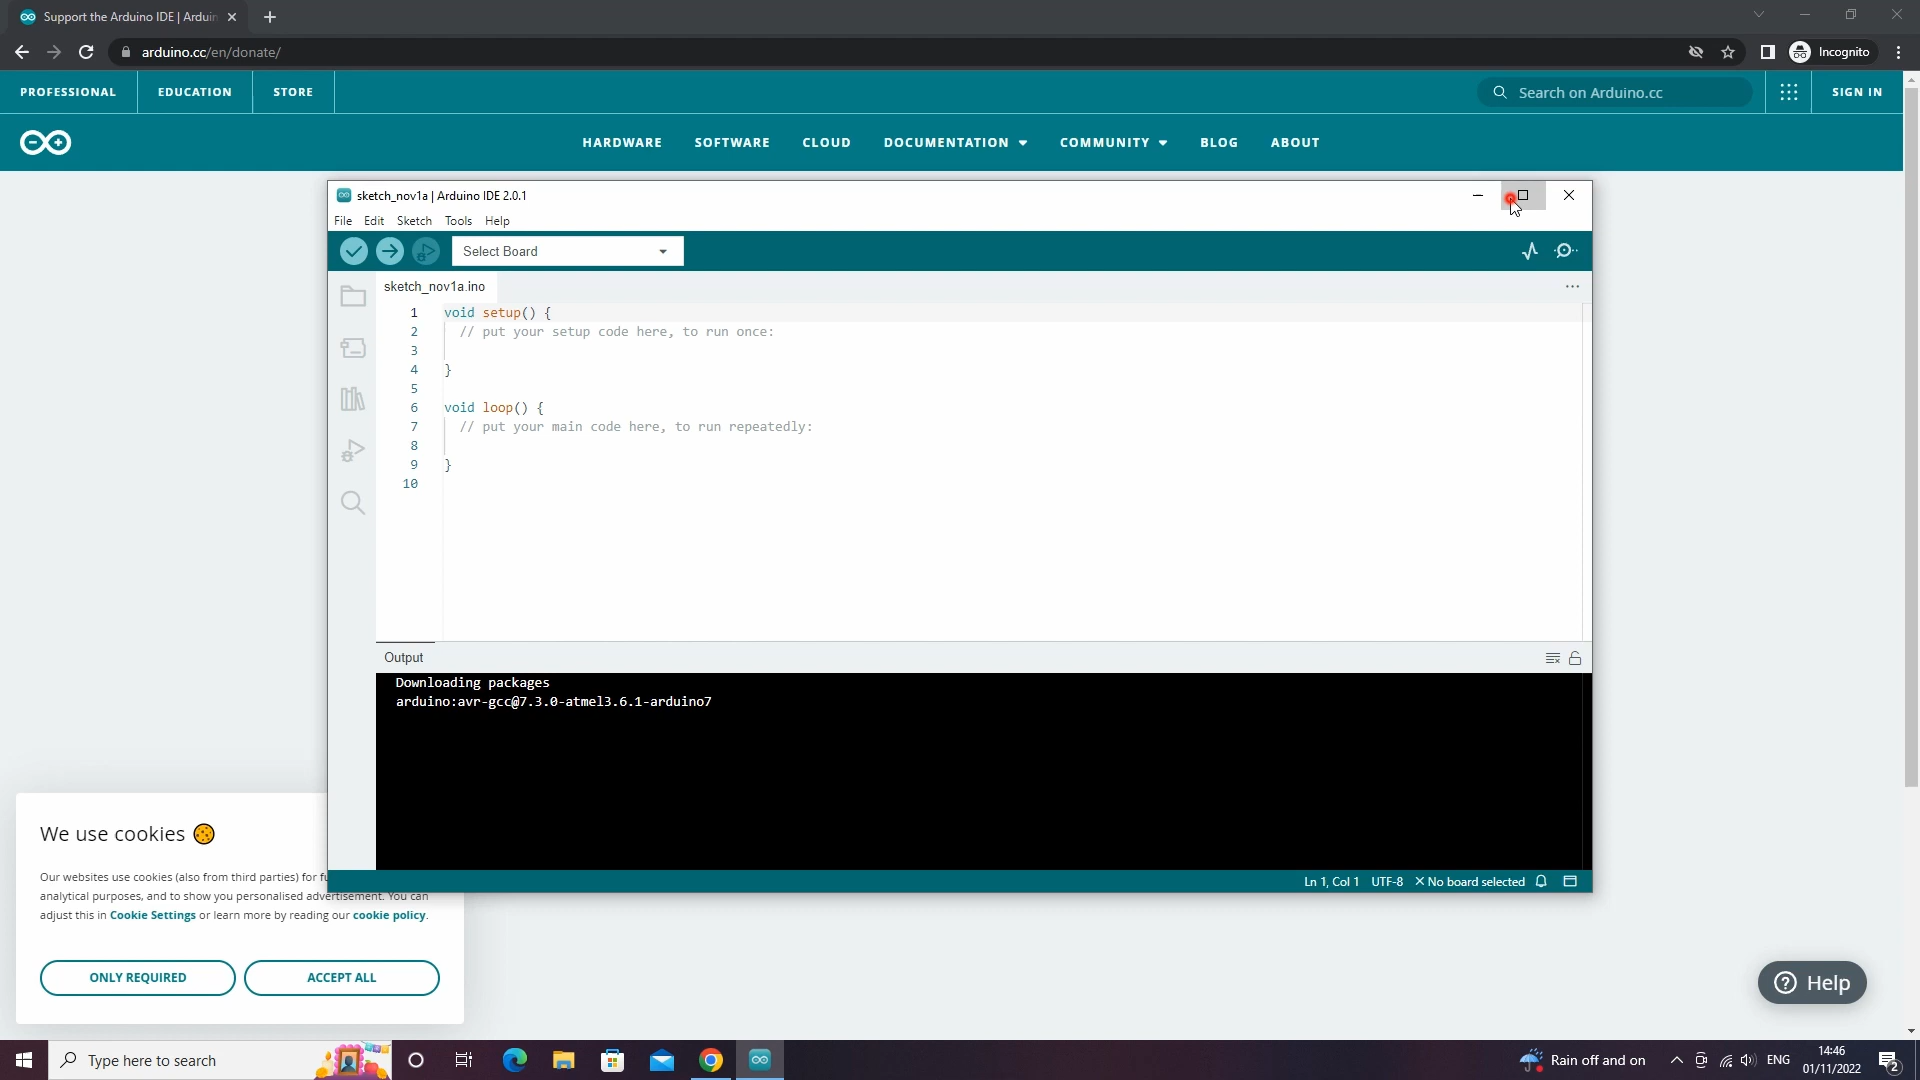 Support the Arduino IDE | Arduin
arduino.cc/en/donate/
Incognito
PROFESSIONAL
EDUCATION
STORE
Search on Arduino.cc
SIGN IN
HARDWARE
SOFTWARE
CLOUD
DOCUMENTATION
COMMUNITY
BLOG
ABOUT
sketch_nov1a | Arduino IDE 2.0.1
File Edit Sketch Tools Help
Select Board
sketch_nov1a.ino
1 void setup() {
2 // put your setup code here, to run once:
3
4 }
5
6 void loop() {
7 // put your main code here, to run repeatedly:
8
9 }
10
Output
Downloading packages
arduino:avr-gcc@7.3.0-atmel3.6.1-arduino7
Ln 1, Col 1 UTF-8 No board selected
We use cookies
Our websites use cookies (also from third parties) for
analytical purposes, and to show you personalised advertisement. You can
adjust this in Cookie Settings or learn more by reading our cookie policy.
ONLY REQUIRED
ACCEPT ALL
Help
Type here to search
Rain off and on
ENG
14:46
01/11/2022
2